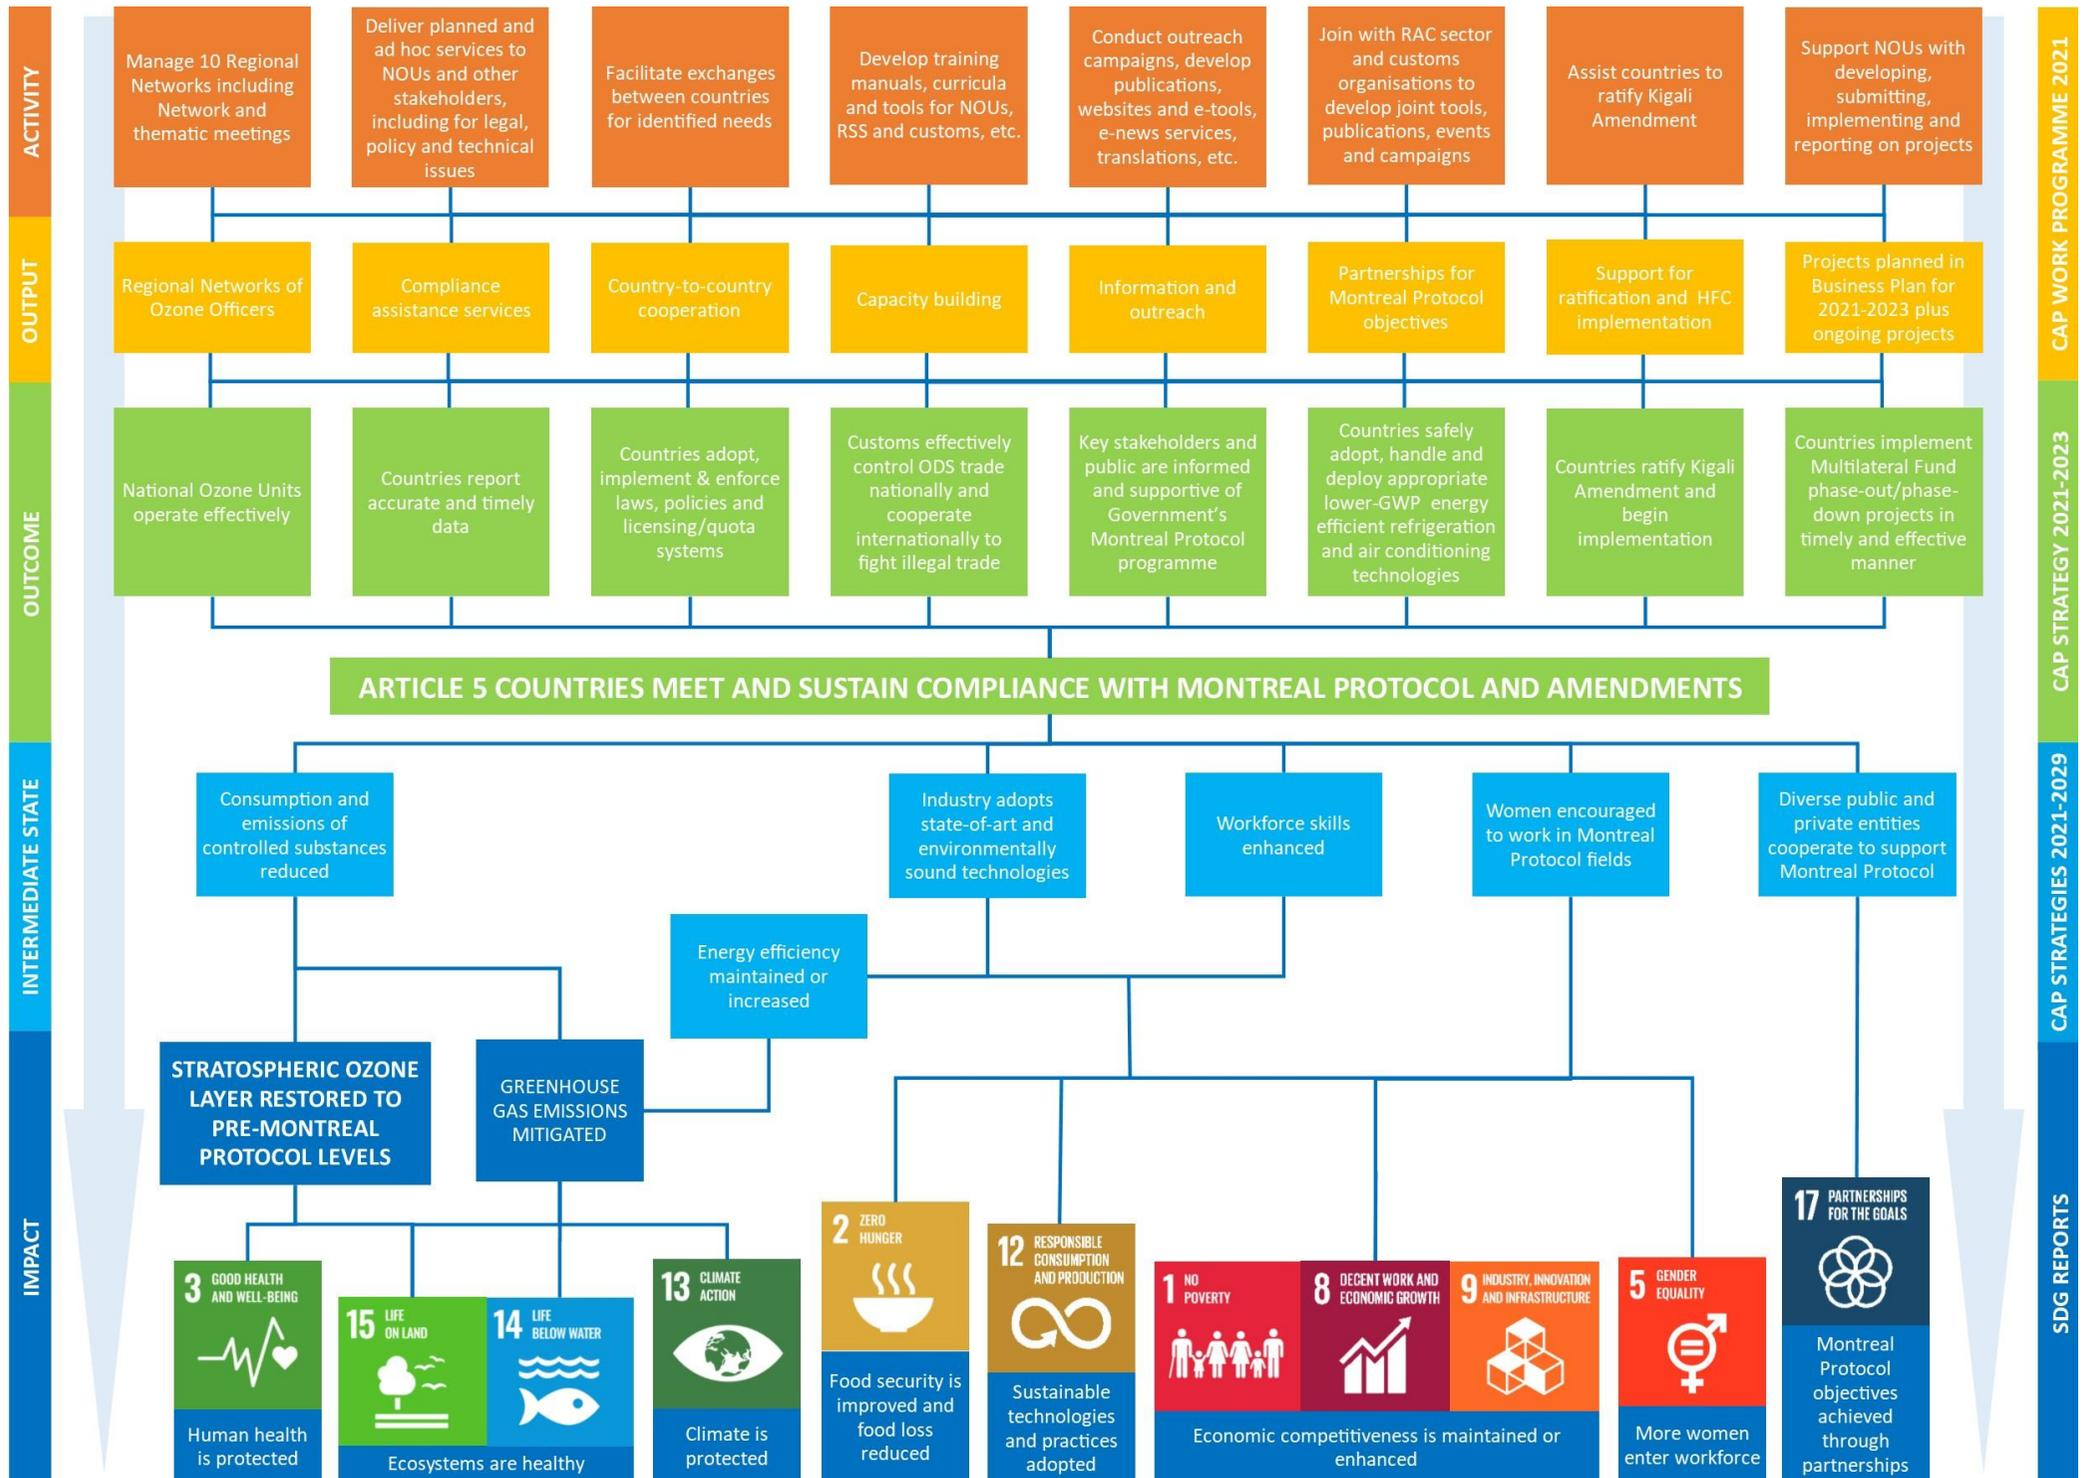 ACTIVITY
Manage 10 Regional
Networks including
Network and
thematic meetings
Deliver planned and
ad hoc services to
NOUs and other
stakeholders,
including for legal,
policy and technical
issues
Facilitate exchanges
between countries
for identified needs
Develop training
manuals, curricula
and tools for NOUs,
RSS and customs, etc.
Conduct outreach
campaigns, develop
publications,
websites and e-tools,
e-news services,
translations, etc.
Join with RAC sector
and customs
organisations to
develop joint tools,
publications, events
and campaigns
Assist countries to
ratify Kigali
Amendment
Support NOUs with
developing,
submitting,
implementing and
reporting on projects
CAP WORK PROGRAMME 2021
OUTPUT
Regional Networks of
Ozone Officers
Compliance
assistance services
Country-to-country
cooperation
Capacity building
Information and
outreach
Partnerships for
Montreal Protocol
objectives
Support for
ratification and HFC
implementation
Projects planned in
Business Plan for
2021-2023 plus
ongoing projects
OUTCOME
National Ozone Units
operate effectively
Countries report
accurate and timely
data
Countries adopt,
implement & enforce
laws, policies and
licensing/quota
systems
Customs effectively
control ODS trade
nationally and
cooperate
internationally to
fight illegal trade
Key stakeholders and
public are informed
and supportive of
Government's
Montreal Protocol
programme
Countries safely
adopt, handle and
deploy appropriate
lower-GWP energy
efficient refrigeration
and air conditioning
technologies
Countries ratify Kigali
Amendment and
begin
implementation
Countries implement
Multilateral Fund
phase-out/phase-
down projects in
timely and effective
manner
CAP STRATEGY 2021-2023
ARTICLE 5 COUNTRIES MEET AND SUSTAIN COMPLIANCE WITH MONTREAL PROTOCOL AND AMENDMENTS
INTERMEDIATE STATE
Consumption and
emissions of
controlled substances
reduced
Industry adopts
state-of-art and
environmentally
sound technologies
Workforce skills
enhanced
Women encouraged
to work in Montreal
Protocol fields
Diverse public and
private entities
cooperate to support
Montreal Protocol
Energy efficiency
maintained or
increased
CAP STRATEGIES 2021-2029
IMPACT
STRATOSPHERIC OZONE
LAYER RESTORED TO
PRE-MONTREAL
PROTOCOL LEVELS
GREENHOUSE
GAS EMISSIONS
MITIGATED
3 GOOD HEALTH
AND WELL-BEING
Human health
is protected
15 LIFE
ON LAND
14 LIFE
BELOW WATER
Ecosystems are healthy
13 CLIMATE
ACTION
Climate is
protected
2 ZERO
HUNGER
Food security is
improved and
food loss
reduced
12 RESPONSIBLE
CONSUMPTION
AND PRODUCTION
Sustainable
technologies
and practices
adopted
1 NO
POVERTY
8 DECENT WORK AND
ECONOMIC GROWTH
9 INDUSTRY, INNOVATION
AND INFRASTRUCTURE
Economic competitiveness is maintained or
enhanced
5 GENDER
EQUALITY
More women
enter workforce
17 PARTNERSHIPS
FOR THE GOALS
Montreal
Protocol
objectives
achieved
through
partnerships
SDG REPORTS